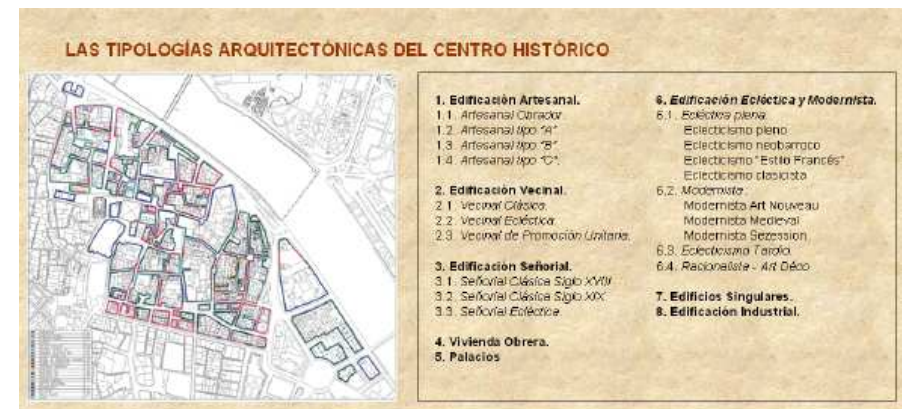 LAS TIPOLOGÍAS ARQUITECTÓNICAS DEL CENTRO HISTÓRICO
1. Edificación Artesanal.
1.1. Artesanal Obrador
1.2. Artesanal tipo "A"
1.3. Artesanal tipo "B"
1.4. Artesanal tipo "C".
2. Edificación Vecinal.
2.1. Vecinal Clásica.
2.2. Vecinal Ecléctica.
2.3. Vecinal de Promoción Unitaria.
3. Edificación Señorial.
3.1. Señorial Clásica Siglo XVIII
3.2. Señorial Clásica Siglo XIX
3.3. Señorial Ecléctica.
4. Vivienda Obrera.
5. Palacios
6. Edificación Ecléctica y Modernista.
6.1. Ecléctica plena.
Eclecticismo pleno
Eclecticismo neobarroco
Eclecticismo "Estilo Francés"
Eclecticismo clasicista
6.2. Modernista.
Modernista Art Nouveau
Modernista Medieval
Modernista Sezession
6.3. Eclecticismo Tardío.
6.4. Racionalista - Art Déco
7. Edificios Singulares.
8. Edificación Industrial.